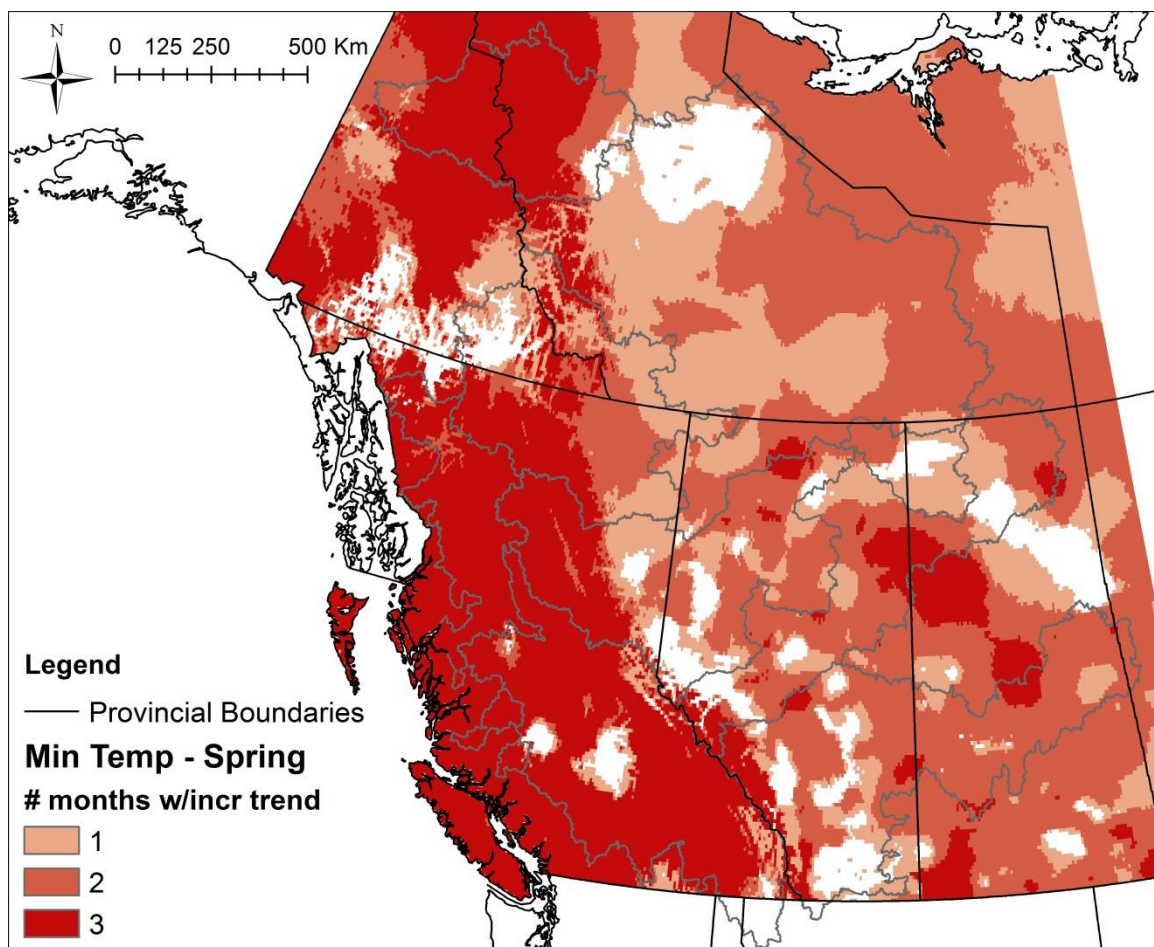 N
0 125 250 500 Km
Legend
Provincial Boundaries
Min Temp - Spring
# months w/incr trend
1
2
3